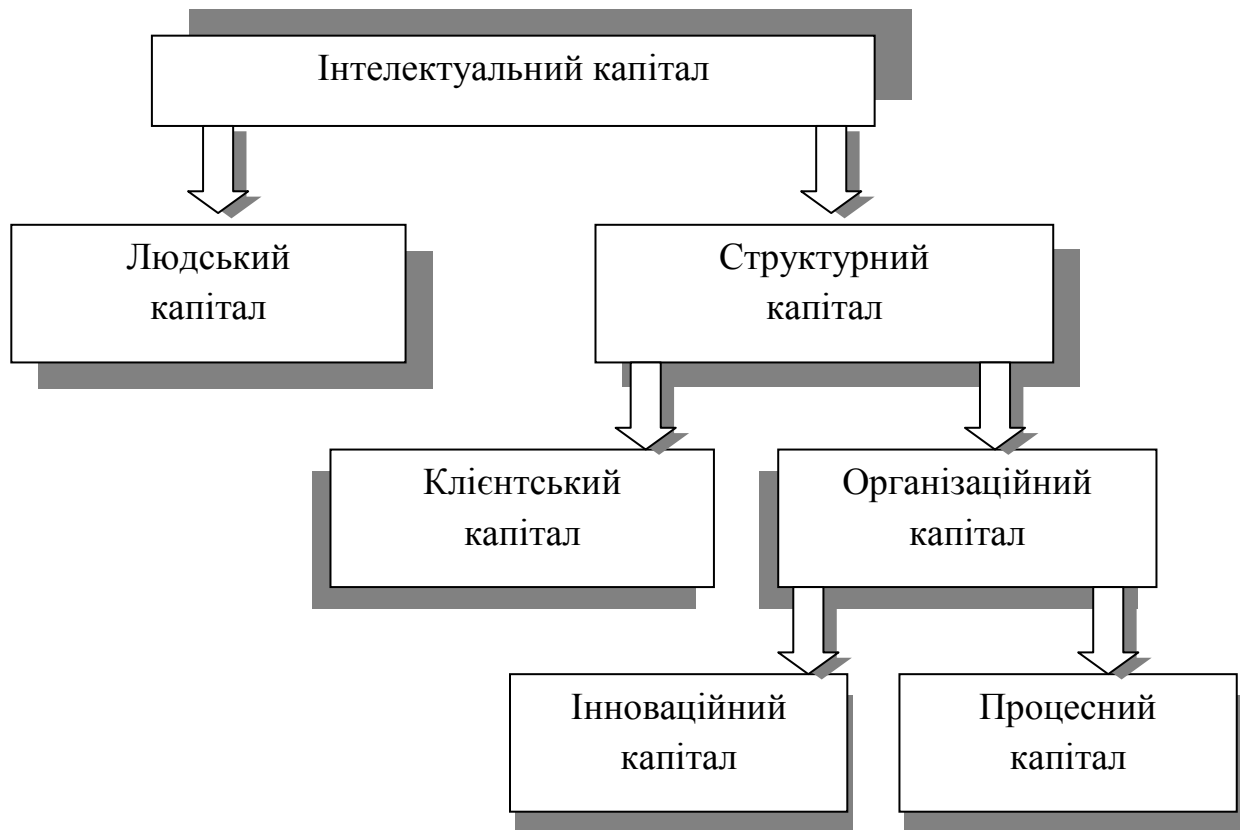 Інтелектуальний капітал
Людський
капітал
Структурний
капітал
Клієнтський
капітал
Організаційний
капітал
Інноваційний
капітал
Процесний
капітал